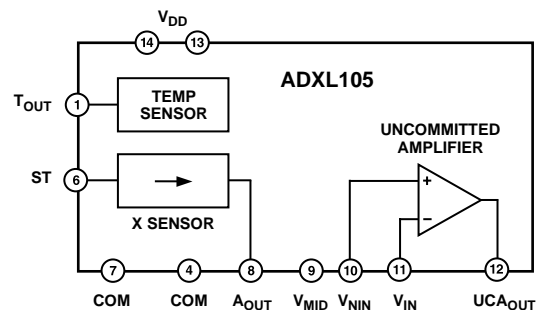 VDD
14 13
ADXL105
TOUT 1 TEMP SENSOR
UNCOMMITTED AMPLIFIER
ST 6
X SENSOR
+
−
7 4 8 9 10 11 12
COM COM AOUT VMID VNIN VIN UCAOUT